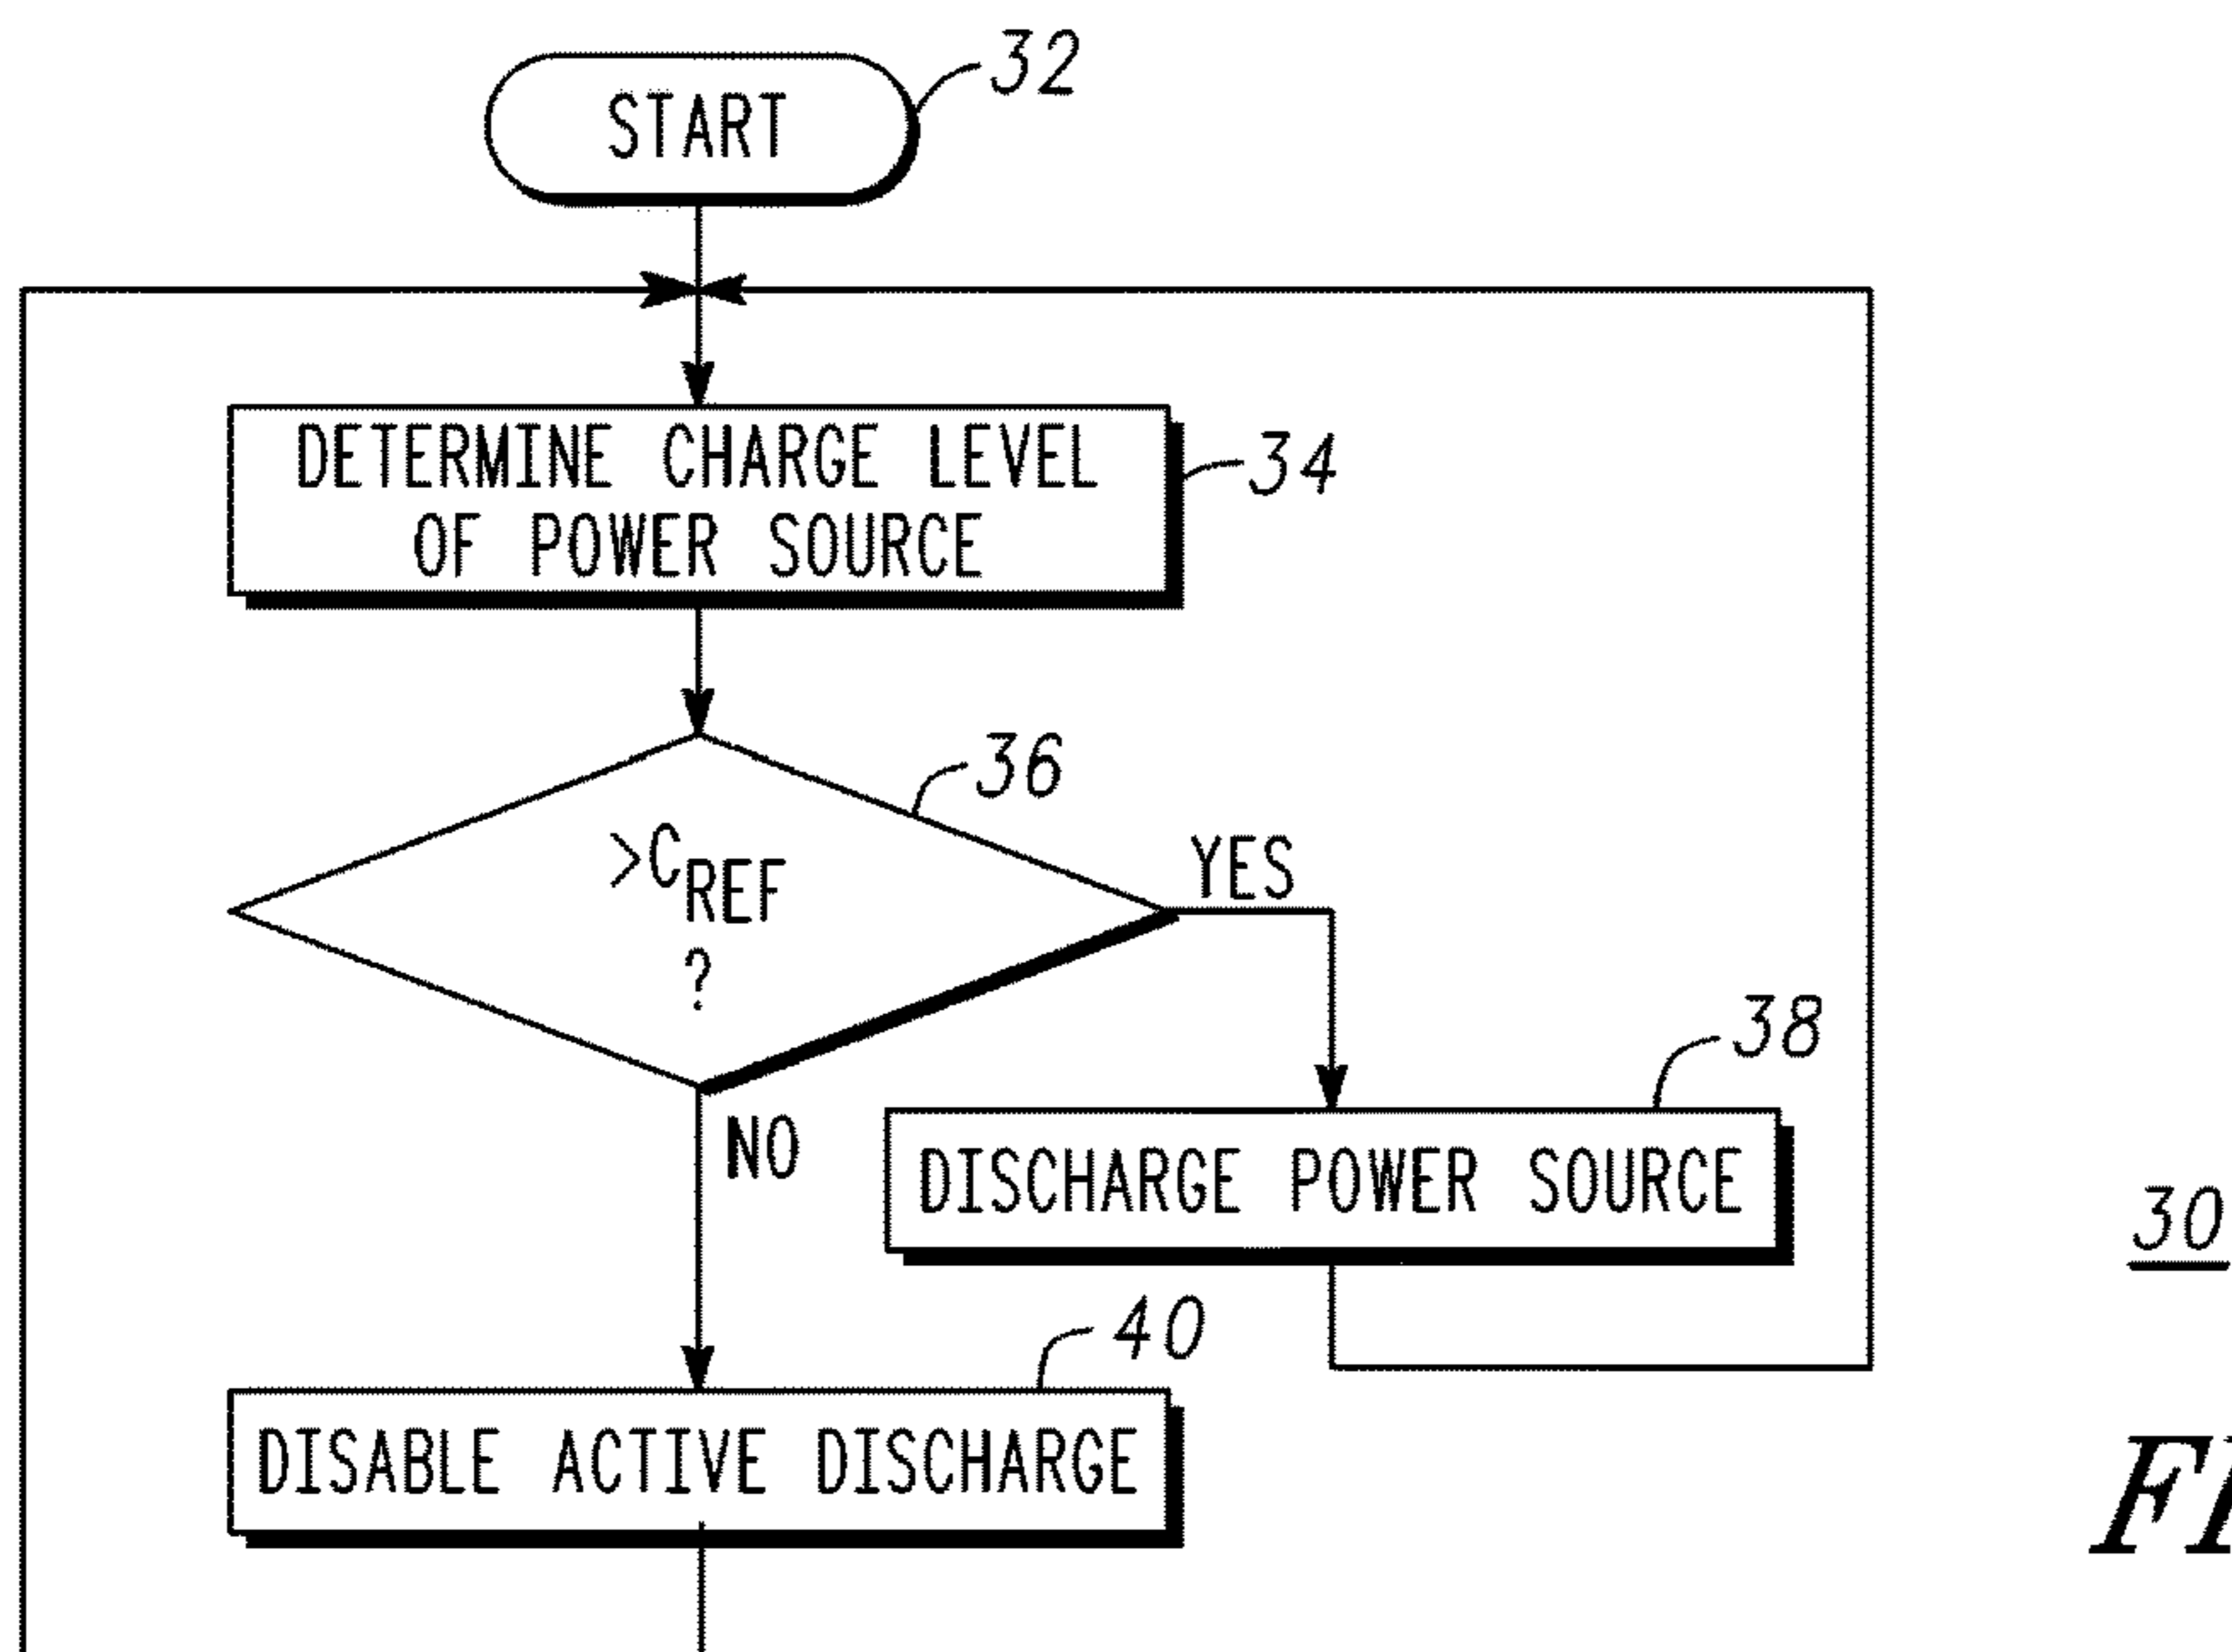 START
32
DETERMINE CHARGE LEVEL
OF POWER SOURCE
34
36
>CREF
?
YES
NO
38
DISCHARGE POWER SOURCE
30
40
DISABLE ACTIVE DISCHARGE